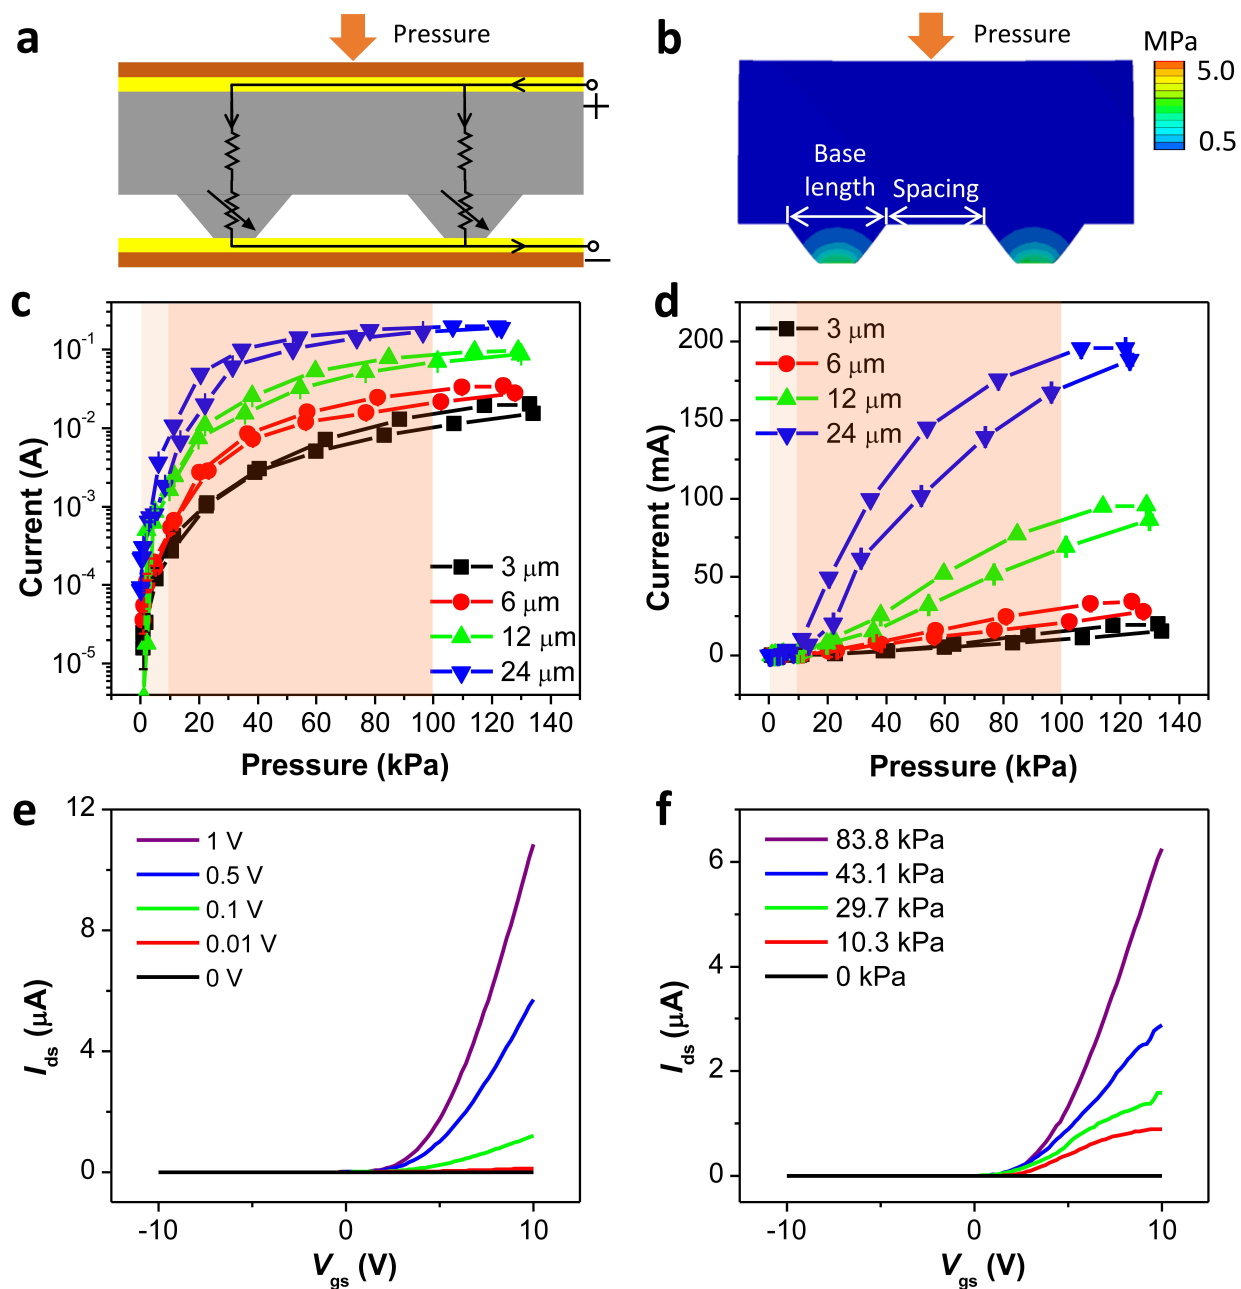 a
Pressure
+
−
b
Pressure
MPa
5.0
0.5
Base
length
Spacing
c
Current (A)
10⁻¹
10⁻²
10⁻³
10⁻⁴
10⁻⁵
3 μm
6 μm
12 μm
24 μm
0 20 40 60 80 100 120 140
Pressure (kPa)
d
Current (mA)
200
150
100
50
0
3 μm
6 μm
12 μm
24 μm
0 20 40 60 80 100 120 140
Pressure (kPa)
e
Ids (μA)
12
8
4
0
1 V
0.5 V
0.1 V
0.01 V
0 V
-10 0 10
Vgs (V)
f
Ids (μA)
6
4
2
0
83.8 kPa
43.1 kPa
29.7 kPa
10.3 kPa
0 kPa
-10 0 10
Vgs (V)